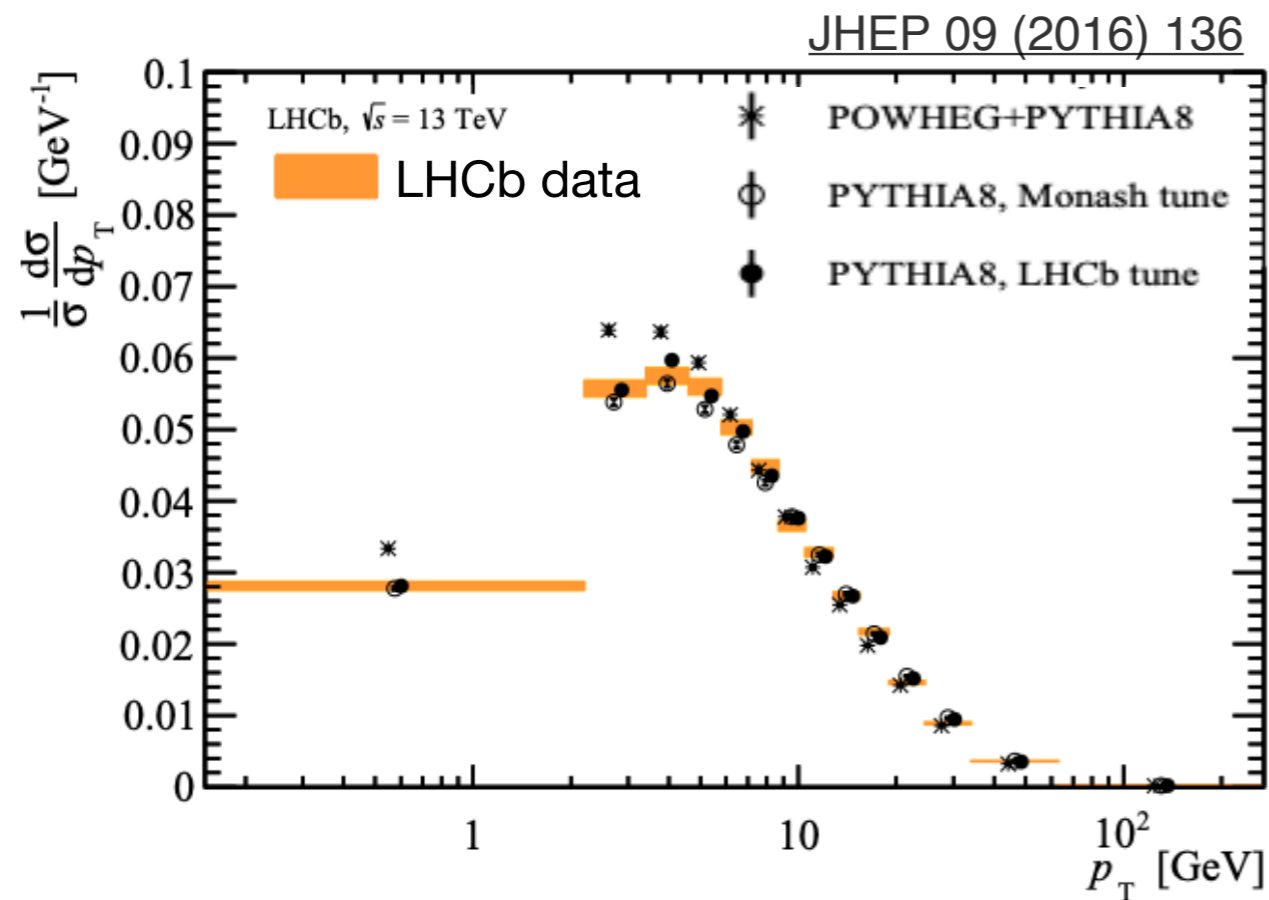 JHEP 09 (2016) 136
LHCb, √s = 13 TeV
LHCb data
POWHEG+PYTHIA8
PYTHIA8, Monash tune
PYTHIA8, LHCb tune
1/σ dσ/dp_T [GeV⁻¹]
0.1
0.09
0.08
0.07
0.06
0.05
0.04
0.03
0.02
0.01
0
1 10 10²
p_T [GeV]